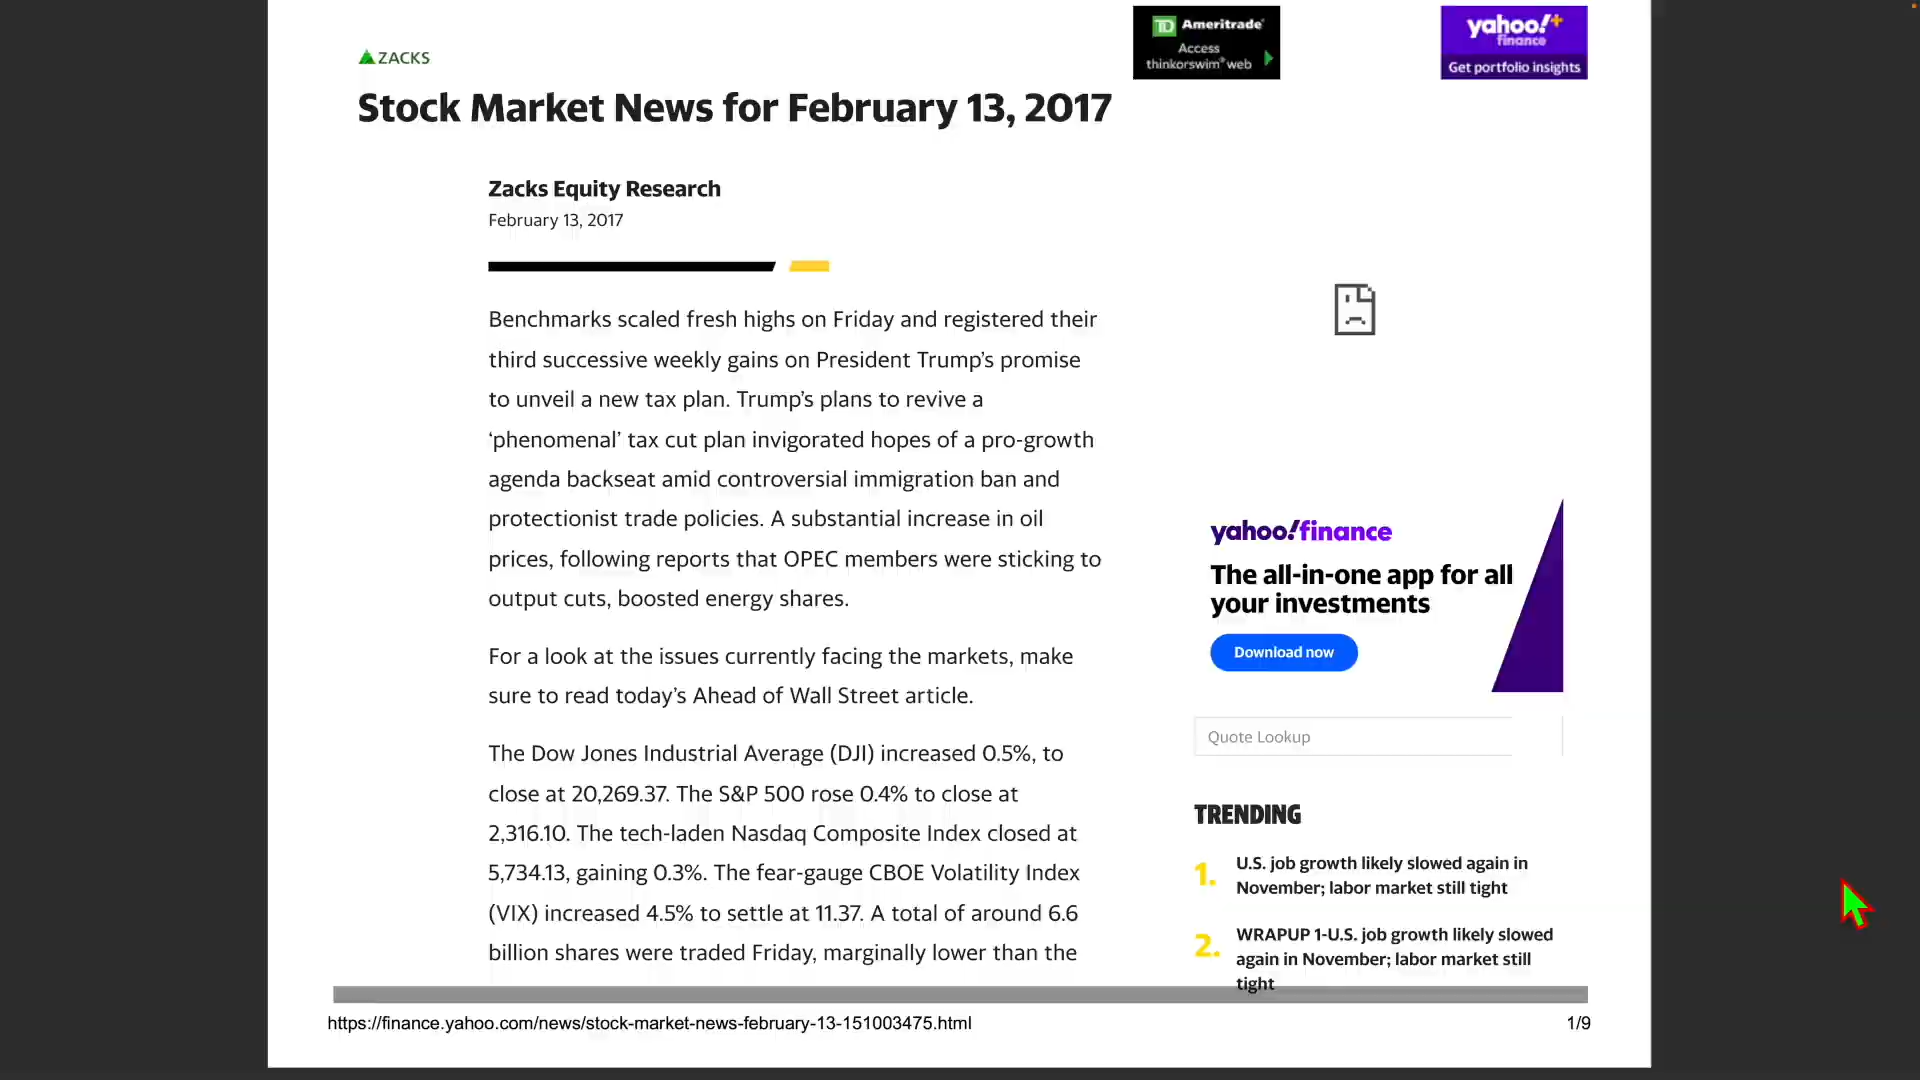 ZACKS
TD Ameritrade
Access
thinkorswim® web
yahoo!+
finance
Get portfolio insights
Stock Market News for February 13, 2017
Zacks Equity Research
February 13, 2017
Benchmarks scaled fresh highs on Friday and registered their
third successive weekly gains on President Trump’s promise
to unveil a new tax plan. Trump’s plans to revive a
‘phenomenal’ tax cut plan invigorated hopes of a pro-growth
agenda backseat amid controversial immigration ban and
protectionist trade policies. A substantial increase in oil
prices, following reports that OPEC members were sticking to
output cuts, boosted energy shares.
For a look at the issues currently facing the markets, make
sure to read today’s Ahead of Wall Street article.
The Dow Jones Industrial Average (DJI) increased 0.5%, to
close at 20,269.37. The S&P 500 rose 0.4% to close at
2,316.10. The tech-laden Nasdaq Composite Index closed at
5,734.13, gaining 0.3%. The fear-gauge CBOE Volatility Index
(VIX) increased 4.5% to settle at 11.37. A total of around 6.6
billion shares were traded Friday, marginally lower than the
yahoo!finance
The all-in-one app for all
your investments
Download now
Quote Lookup
TRENDING
1. U.S. job growth likely slowed again in
November; labor market still tight
2. WRAPUP 1-U.S. job growth likely slowed
again in November; labor market still
tight
https://finance.yahoo.com/news/stock-market-news-february-13-151003475.html
1/9